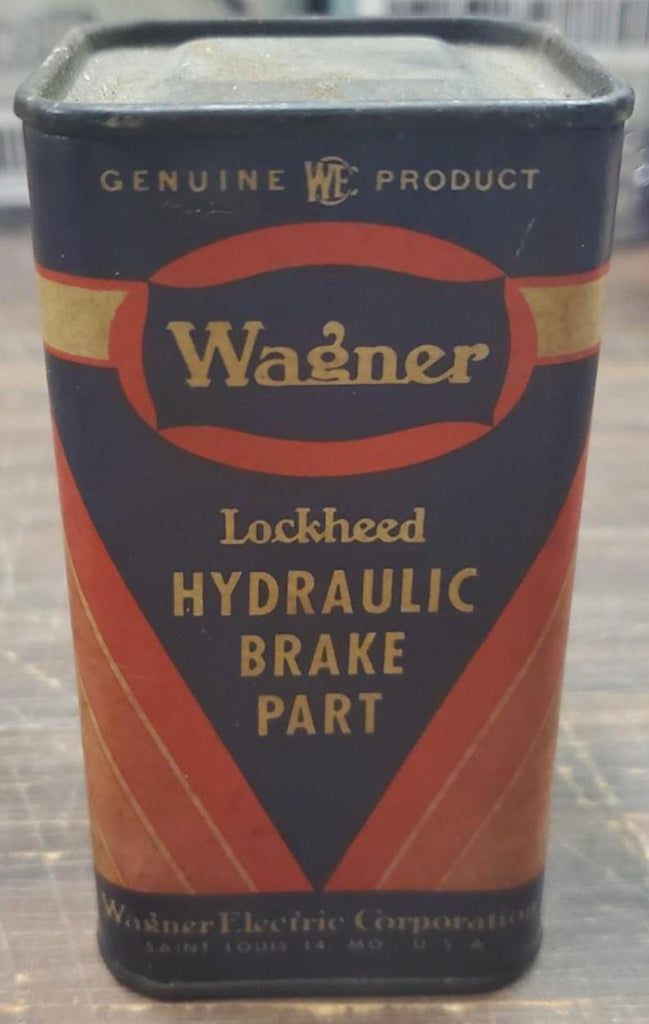 GENUINE WEC PRODUCT
Wagner
Lockheed
HYDRAULIC
BRAKE
PART
Wagner Electric Corporation
SAINT LOUIS 14, MO., U.S.A.